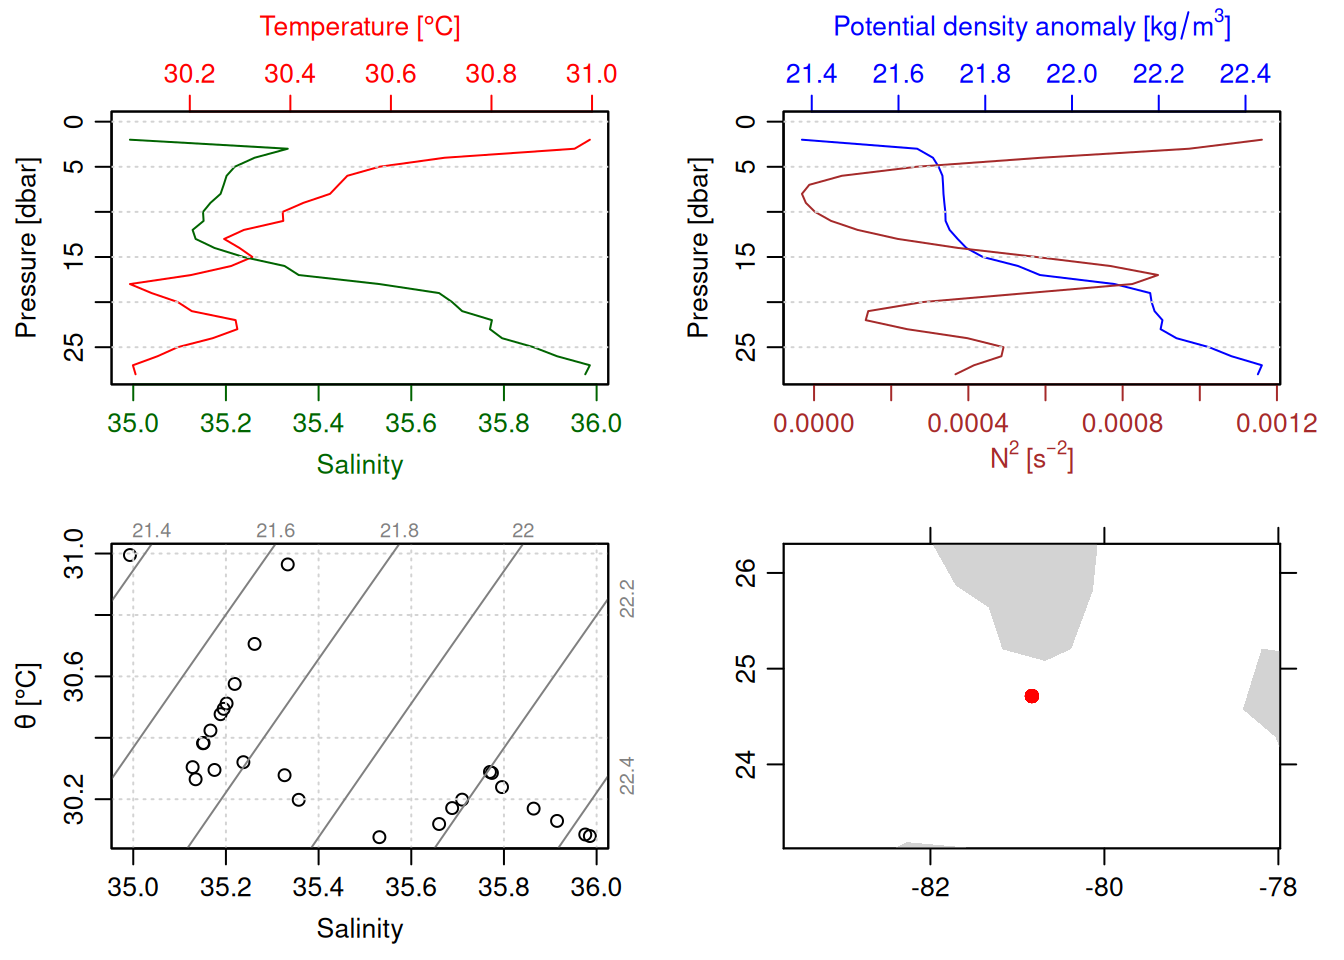 Temperature [°C]
30.2 30.4 30.6 30.8 31.0
0
5
15
25
Pressure [dbar]
35.0 35.2 35.4 35.6 35.8 36.0
Salinity
Potential density anomaly [kg/m³]
21.4 21.6 21.8 22.0 22.2 22.4
0
5
15
25
Pressure [dbar]
0.0000 0.0004 0.0008 0.0012
N² [s⁻²]
21.4 21.6 21.8 22
22.2
22.4
31.0
30.6
30.2
θ [°C]
35.0 35.2 35.4 35.6 35.8 36.0
Salinity
26
25
24
-82 -80 -78